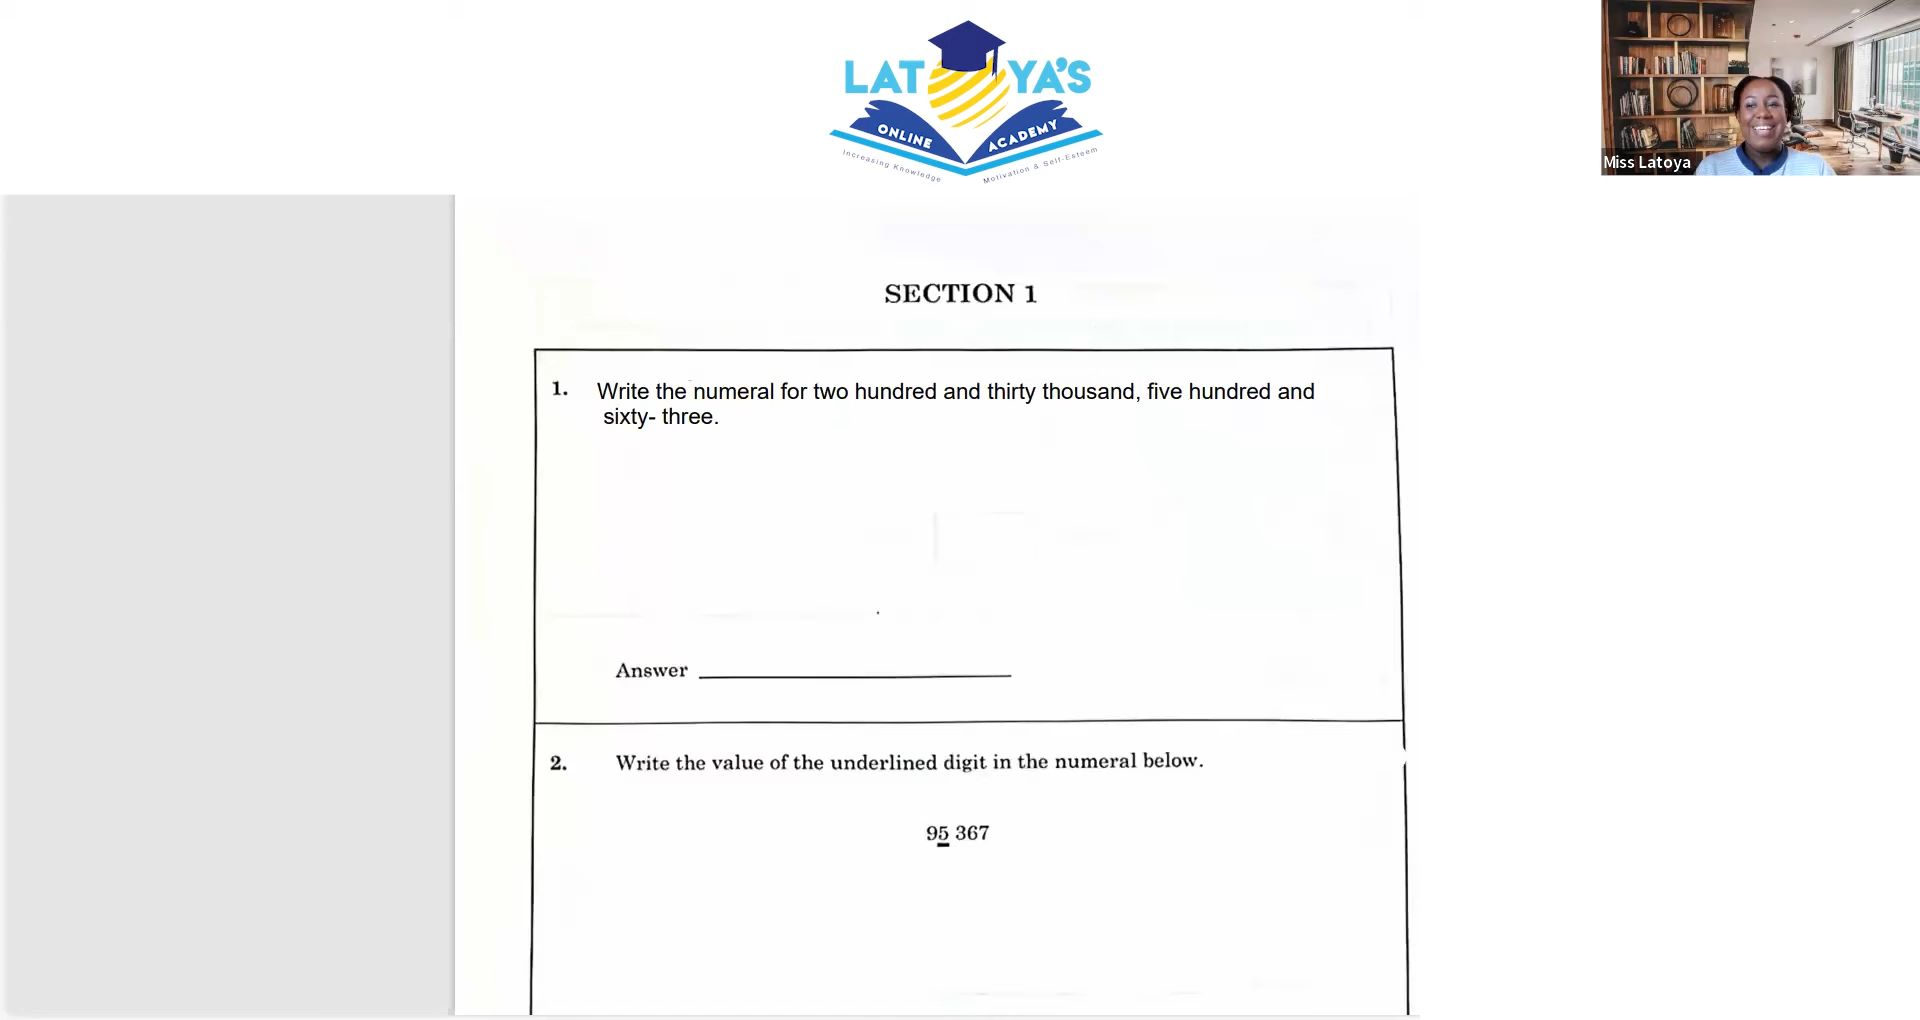 LATOYA'S
ONLINE ACADEMY
Increasing Knowledge Motivation & Self-Esteem
Miss Latoya
SECTION 1
1. Write the numeral for two hundred and thirty thousand, five hundred and
sixty- three.
Answer
2. Write the value of the underlined digit in the numeral below.
95 367